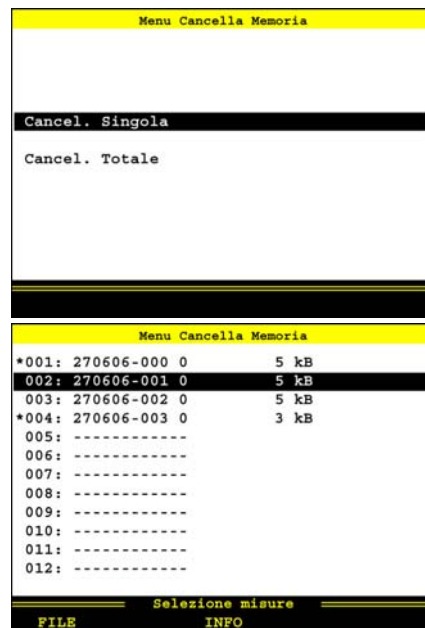 Menu Cancella Memoria
Cancel. Singola
Cancel. Totale
Menu Cancella Memoria
*001: 270606-000 0 5 kB
002: 270606-001 0 5 kB
003: 270606-002 0 5 kB
*004: 270606-003 0 3 kB
005: ------------
006: ------------
007: ------------
008: ------------
009: ------------
010: ------------
011: ------------
012: ------------
Selezione misure
FILE INFO